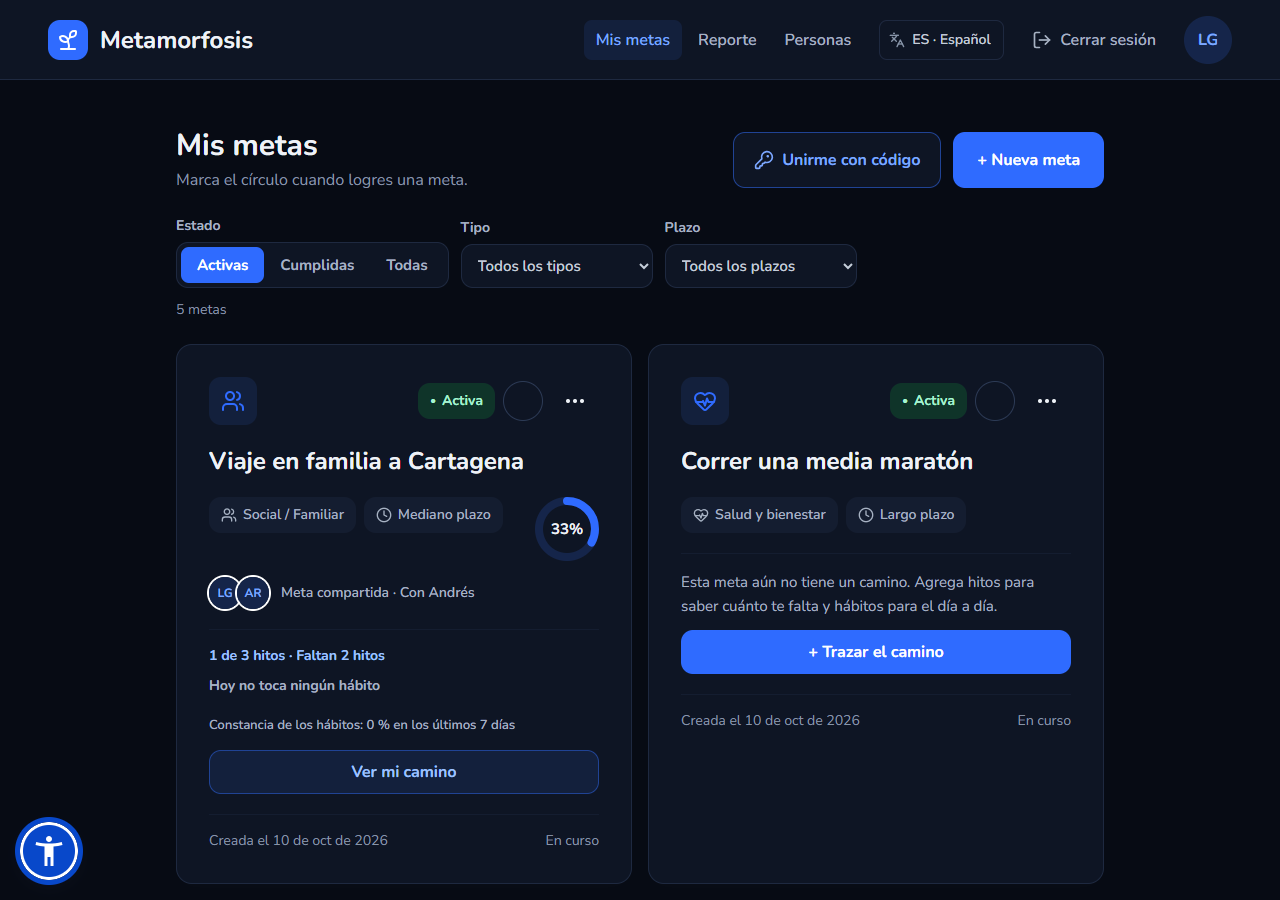 Metamorfosis
Mis metas
Reporte
Personas
ES · Español
Cerrar sesión
LG
Mis metas
Marca el círculo cuando logres una meta.
Unirme con código
+ Nueva meta
Estado
Tipo
Plazo
Activas
Cumplidas
Todas
Todos los tipos
Todos los plazos
5 metas
• Activa
Viaje en familia a Cartagena
Social / Familiar
Mediano plazo
33%
LG
AR
Meta compartida · Con Andrés
1 de 3 hitos · Faltan 2 hitos
Hoy no toca ningún hábito
Constancia de los hábitos: 0 % en los últimos 7 días
Ver mi camino
Creada el 10 de oct de 2026
En curso
• Activa
Correr una media maratón
Salud y bienestar
Largo plazo
Esta meta aún no tiene un camino. Agrega hitos para
saber cuánto te falta y hábitos para el día a día.
+ Trazar el camino
Creada el 10 de oct de 2026
En curso